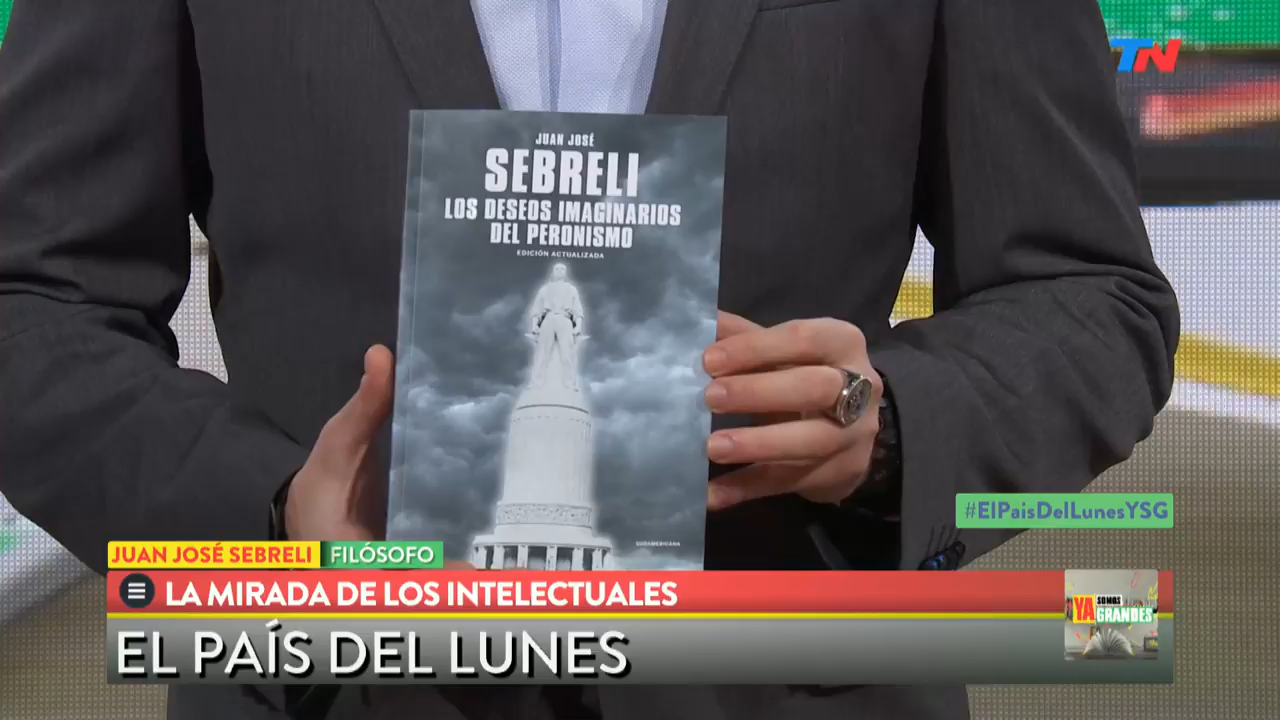 TN
JUAN JOSÉ
SEBRELI
LOS DESEOS IMAGINARIOS
DEL PERONISMO
EDICIÓN ACTUALIZADA
SUDAMERICANA
#ElPaisDelLunesYSG
JUAN JOSÉ SEBRELI FILÓSOFO
LA MIRADA DE LOS INTELECTUALES
YA SOMOS GRANDES
EL PAÍS DEL LUNES